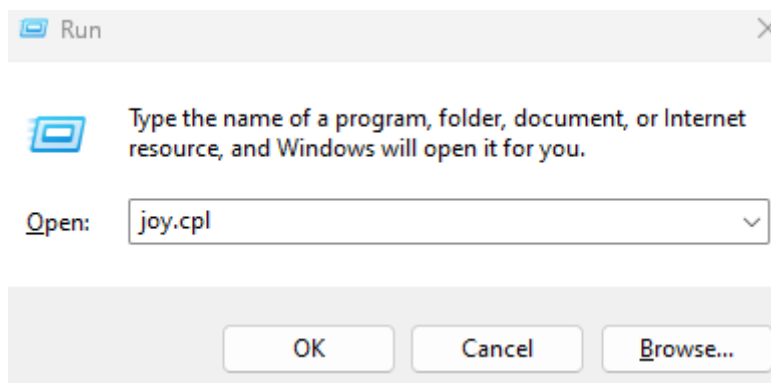 Run
Type the name of a program, folder, document, or Internet
resource, and Windows will open it for you.
Open: joy.cpl
OK Cancel Browse...